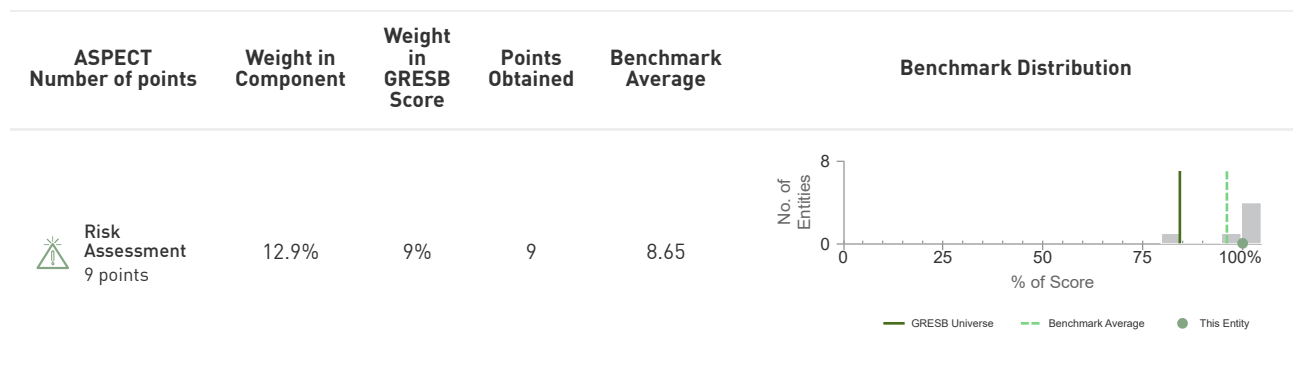 ASPECT
Number of points
Weight in
Component
Weight
in
GRESB
Score
Points
Obtained
Benchmark
Average
Benchmark Distribution
Risk
Assessment
9 points
12.9%
9%
9
8.65
No. of
Entities
8
0
0
25
50
75
100%
% of Score
GRESB Universe
Benchmark Average
This Entity